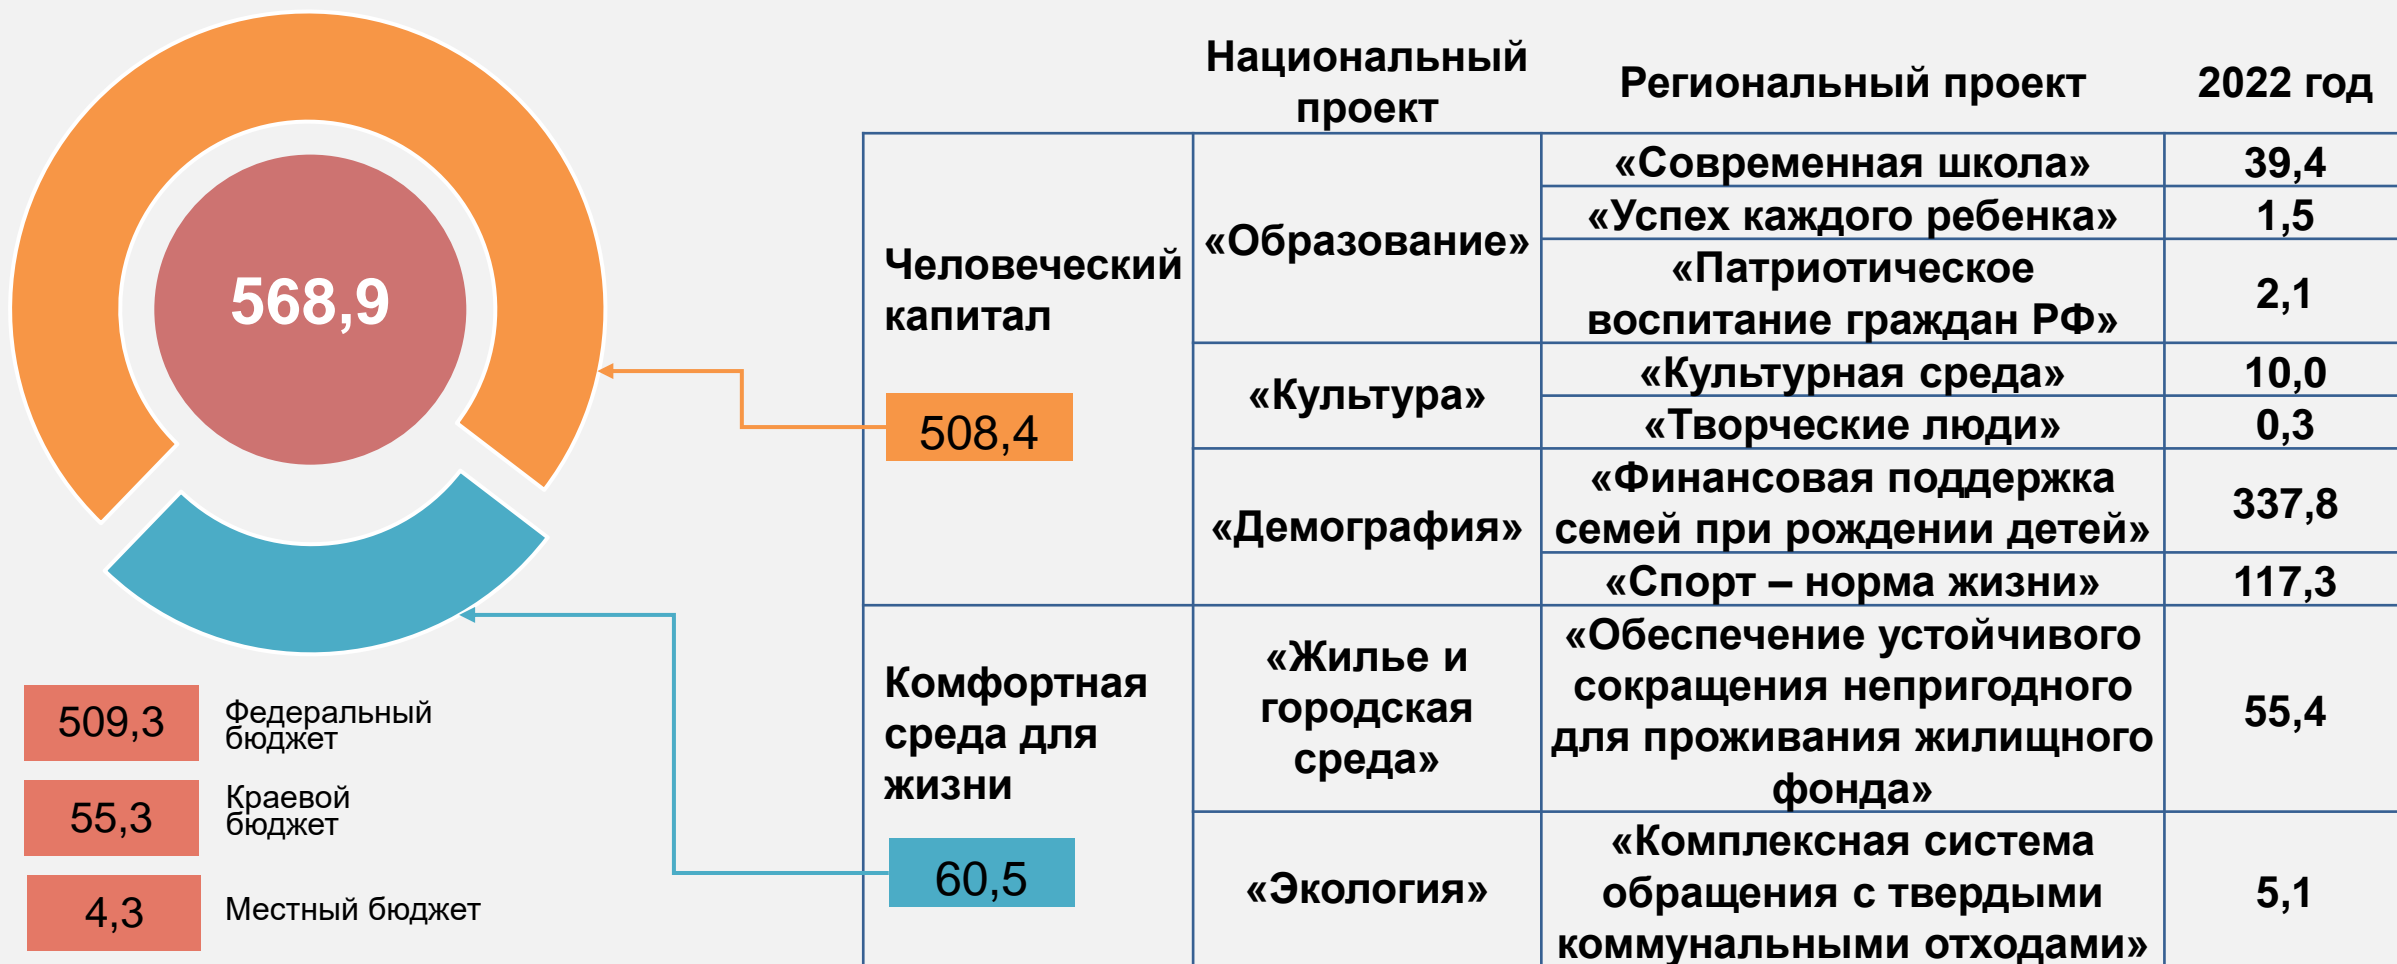 568,9
509,3
Федеральный
бюджет
55,3
Краевой
бюджет
4,3
Местный бюджет
Национальный
проект
Региональный проект
2022 год
Человеческий
капитал
508,4
«Образование»
«Современная школа»
39,4
«Успех каждого ребенка»
1,5
«Патриотическое
воспитание граждан РФ»
2,1
«Культура»
«Культурная среда»
10,0
«Творческие люди»
0,3
«Демография»
«Финансовая поддержка
семей при рождении детей»
337,8
«Спорт – норма жизни»
117,3
Комфортная
среда для
жизни
60,5
«Жилье и
городская
среда»
«Обеспечение устойчивого
сокращения непригодного
для проживания жилищного
фонда»
55,4
«Экология»
«Комплексная система
обращения с твердыми
коммунальными отходами»
5,1